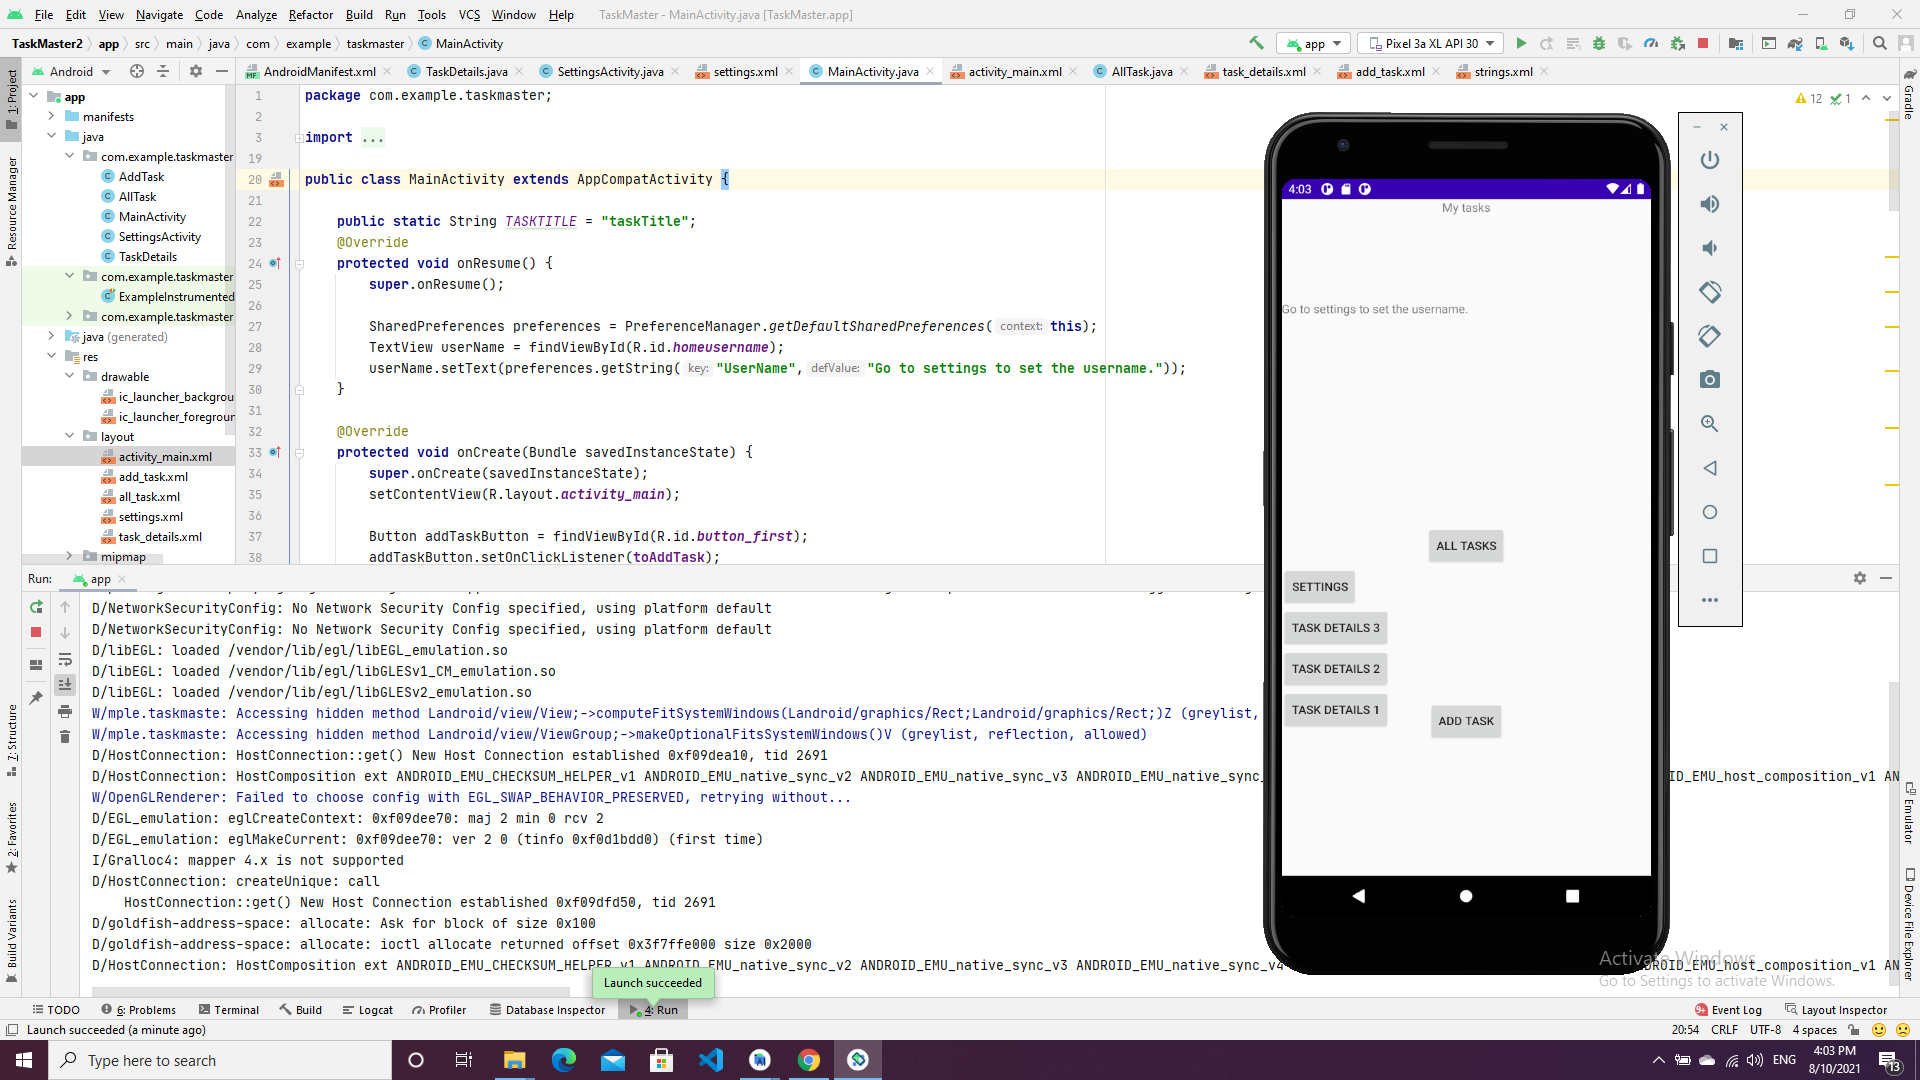 File Edit View Navigate Code Analyze Refactor Build Run Tools VCS Window Help TaskMaster - MainActivity.java [TaskMaster.app]
TaskMaster2 app src main java com example taskmaster MainActivity app Pixel 3a XL API 30
Android AndroidManifest.xml TaskDetails.java SettingsActivity.java settings.xml MainActivity.java activity_main.xml AllTask.java task_details.xml add_task.xml strings.xml
1: Project
Resource Manager
7: Structure
2: Favorites
Build Variants
app
manifests
java
com.example.taskmaster
AddTask
AllTask
MainActivity
SettingsActivity
TaskDetails
com.example.taskmaster
ExampleInstrumented
com.example.taskmaster
java (generated)
res
drawable
ic_launcher_backgrou
ic_launcher_foregroun
layout
activity_main.xml
add_task.xml
all_task.xml
settings.xml
task_details.xml
mipmap
12 1
1 package com.example.taskmaster;
2
3 import ...
19
20 public class MainActivity extends AppCompatActivity {
21
22 public static String TASKTITLE = "taskTitle";
23 @Override
24 protected void onResume() {
25 super.onResume();
26
27 SharedPreferences preferences = PreferenceManager.getDefaultSharedPreferences( context: this);
28 TextView userName = findViewById(R.id.homeusername);
29 userName.setText(preferences.getString( key: "UserName", defValue: "Go to settings to set the username."));
30 }
31
32 @Override
33 protected void onCreate(Bundle savedInstanceState) {
34 super.onCreate(savedInstanceState);
35 setContentView(R.layout.activity_main);
36
37 Button addTaskButton = findViewById(R.id.button_first);
38 addTaskButton.setOnClickListener(toAddTask);
4:03
My tasks
Go to settings to set the username.
ALL TASKS
SETTINGS
TASK DETAILS 3
TASK DETAILS 2
TASK DETAILS 1
ADD TASK
Gradle
Emulator
Device File Explorer
Run: app
D/NetworkSecurityConfig: No Network Security Config specified, using platform default
D/NetworkSecurityConfig: No Network Security Config specified, using platform default
D/libEGL: loaded /vendor/lib/egl/libEGL_emulation.so
D/libEGL: loaded /vendor/lib/egl/libGLESv1_CM_emulation.so
D/libEGL: loaded /vendor/lib/egl/libGLESv2_emulation.so
W/mple.taskmaste: Accessing hidden method Landroid/view/View;->computeFitSystemWindows(Landroid/graphics/Rect;Landroid/graphics/Rect;)Z (greylist,
W/mple.taskmaste: Accessing hidden method Landroid/view/ViewGroup;->makeOptionalFitsSystemWindows()V (greylist, reflection, allowed)
D/HostConnection: HostConnection::get() New Host Connection established 0xf09dea10, tid 2691
D/HostConnection: HostComposition ext ANDROID_EMU_CHECKSUM_HELPER_v1 ANDROID_EMU_native_sync_v2 ANDROID_EMU_native_sync_v3 ANDROID_EMU_native_sync_ ID_EMU_host_composition_v1 AN
W/OpenGLRenderer: Failed to choose config with EGL_SWAP_BEHAVIOR_PRESERVED, retrying without...
D/EGL_emulation: eglCreateContext: 0xf09dee70: maj 2 min 0 rcv 2
D/EGL_emulation: eglMakeCurrent: 0xf09dee70: ver 2 0 (tinfo 0xf0d1bdd0) (first time)
I/Gralloc4: mapper 4.x is not supported
D/HostConnection: createUnique: call
HostConnection::get() New Host Connection established 0xf09dfd50, tid 2691
D/goldfish-address-space: allocate: Ask for block of size 0x100
D/goldfish-address-space: allocate: ioctl allocate returned offset 0x3f7ffe000 size 0x2000
D/HostConnection: HostComposition ext ANDROID_EMU_CHECKSUM_HELPER_v1 ANDROID_EMU_native_sync_v2 ANDROID_EMU_native_sync_v3 ANDROID_EMU_native_sync_v4 DROID_EMU_host_composition_v1 AN
Launch succeeded
Activate Windows
Go to Settings to activate Windows.
TODO 6: Problems Terminal Build Logcat Profiler Database Inspector 4: Run 9+ Event Log Layout Inspector
Launch succeeded (a minute ago) 20:54 CRLF UTF-8 4 spaces
Type here to search
ENG
4:03 PM
8/10/2021
13